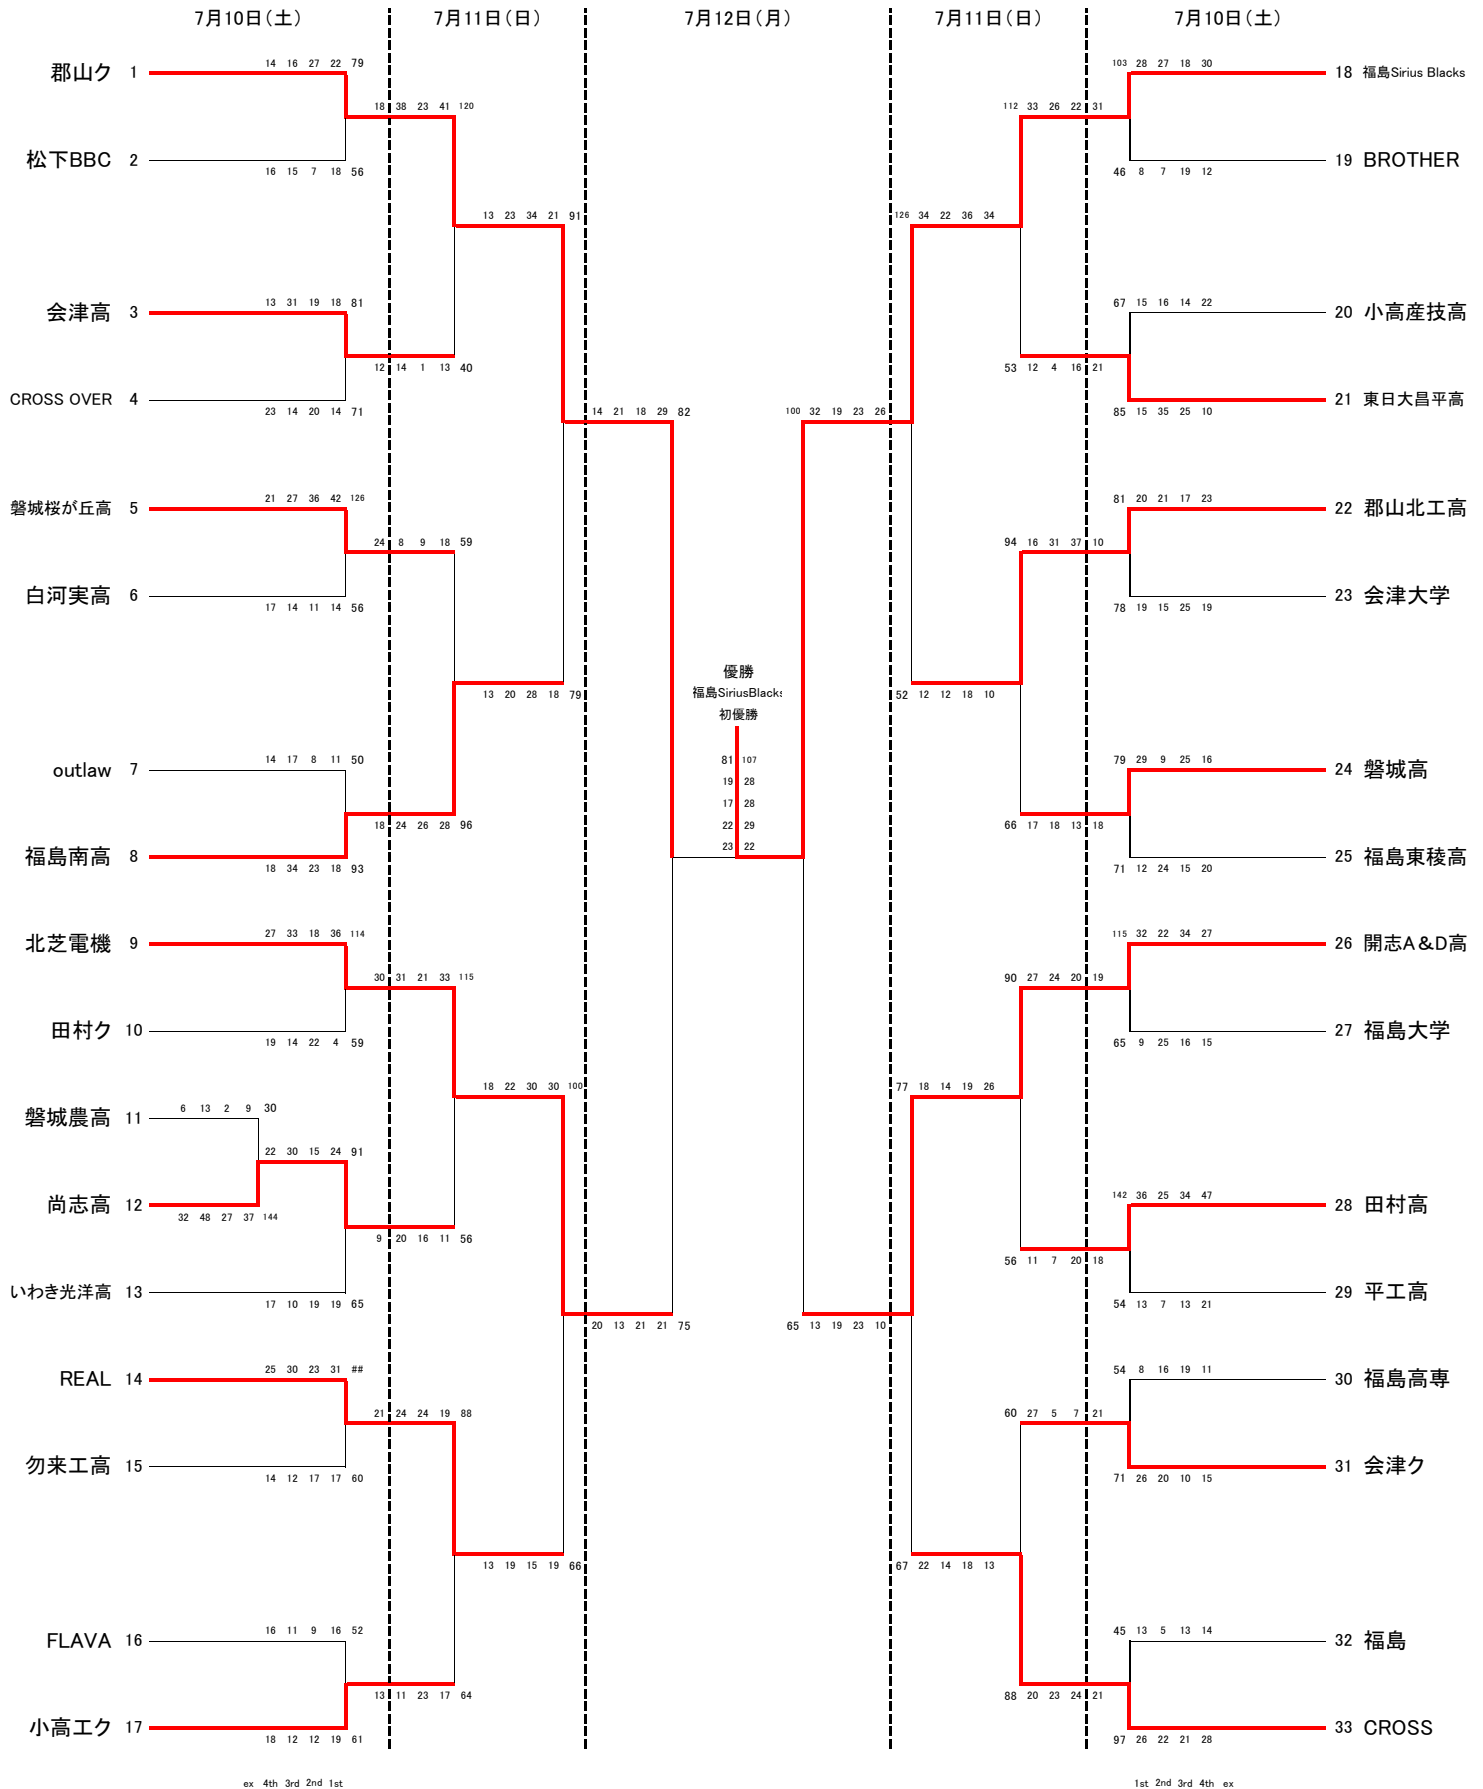 7月10日（土） 7月11日（日） 7月12日（月） 7月11日（日） 7月10日（土）
14 16 27 22 79
103 28 27 18 30
郡山ク 1
18 福島Sirius Blacks
18 38 23 41 120
112 33 26 22 31
松下BBC 2
19 BROTHER
16 15 7 18 56
46 8 7 19 12
13 23 34 21 91
126 34 22 36 34
13 31 19 18 81
67 15 16 14 22
会津高 3
20 小高産技高
12 14 1 13 40
53 12 4 16 21
CROSS OVER 4
21 東日大昌平高
23 14 20 14 71
85 15 35 25 10
14 21 18 29 82
100 32 19 23 26
21 27 36 42 126
81 20 21 17 23
磐城桜が丘高 5
22 郡山北工高
24 8 9 18 59
94 16 31 37 10
白河実高 6
23 会津大学
17 14 11 14 56
78 19 15 25 19
優勝
福島SiriusBlacks
初優勝
13 20 28 18 79
52 12 12 18 10
14 17 8 11 50
81 107
79 29 9 25 16
outlaw 7
24 磐城高
19 28
17 28
22 29
23 22
18 24 26 28 96
66 17 18 13 18
福島南高 8
25 福島東稜高
18 34 23 18 93
71 12 24 15 20
27 33 18 36 114
115 32 22 34 27
北芝電機 9
26 開志A＆D高
30 31 21 33 115
90 27 24 20 19
田村ク 10
27 福島大学
19 14 22 4 59
65 9 25 16 15
18 22 30 30 100
77 18 14 19 26
6 13 2 9 30
磐城農高 11
22 30 15 24 91
142 36 25 34 47
尚志高 12
28 田村高
32 48 27 37 144
9 20 16 11 56
56 11 7 20 18
いわき光洋高 13
29 平工高
17 10 19 19 65
54 13 7 13 21
20 13 21 21 75
65 13 19 23 10
25 30 23 31 ##
54 8 16 19 11
REAL 14
30 福島高専
21 24 24 19 88
60 27 5 7 21
勿来工高 15
31 会津ク
14 12 17 17 60
71 26 20 10 15
13 19 15 19 66
67 22 14 18 13
16 11 9 16 52
45 13 5 13 14
FLAVA 16
32 福島
13 11 23 17 64
88 20 23 24 21
小高工ク 17
33 CROSS
18 12 12 19 61
97 26 22 21 28
ex 4th 3rd 2nd 1st
1st 2nd 3rd 4th ex